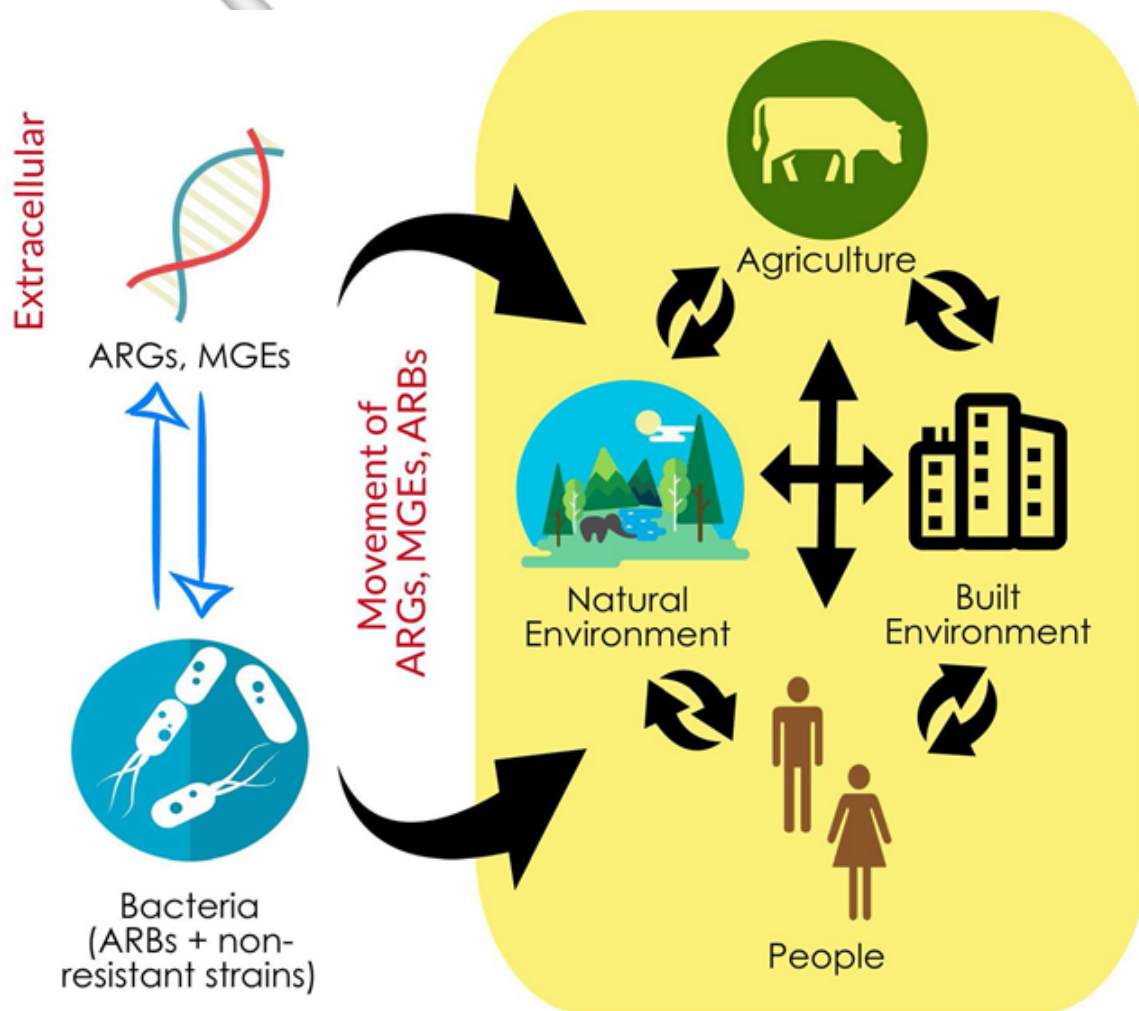 Extracellular
ARGs, MGEs
Bacteria
(ARBs + non-
resistant strains)
Movement of
ARGs, MGEs, ARBs
Agriculture
Natural
Environment
Built
Environment
People